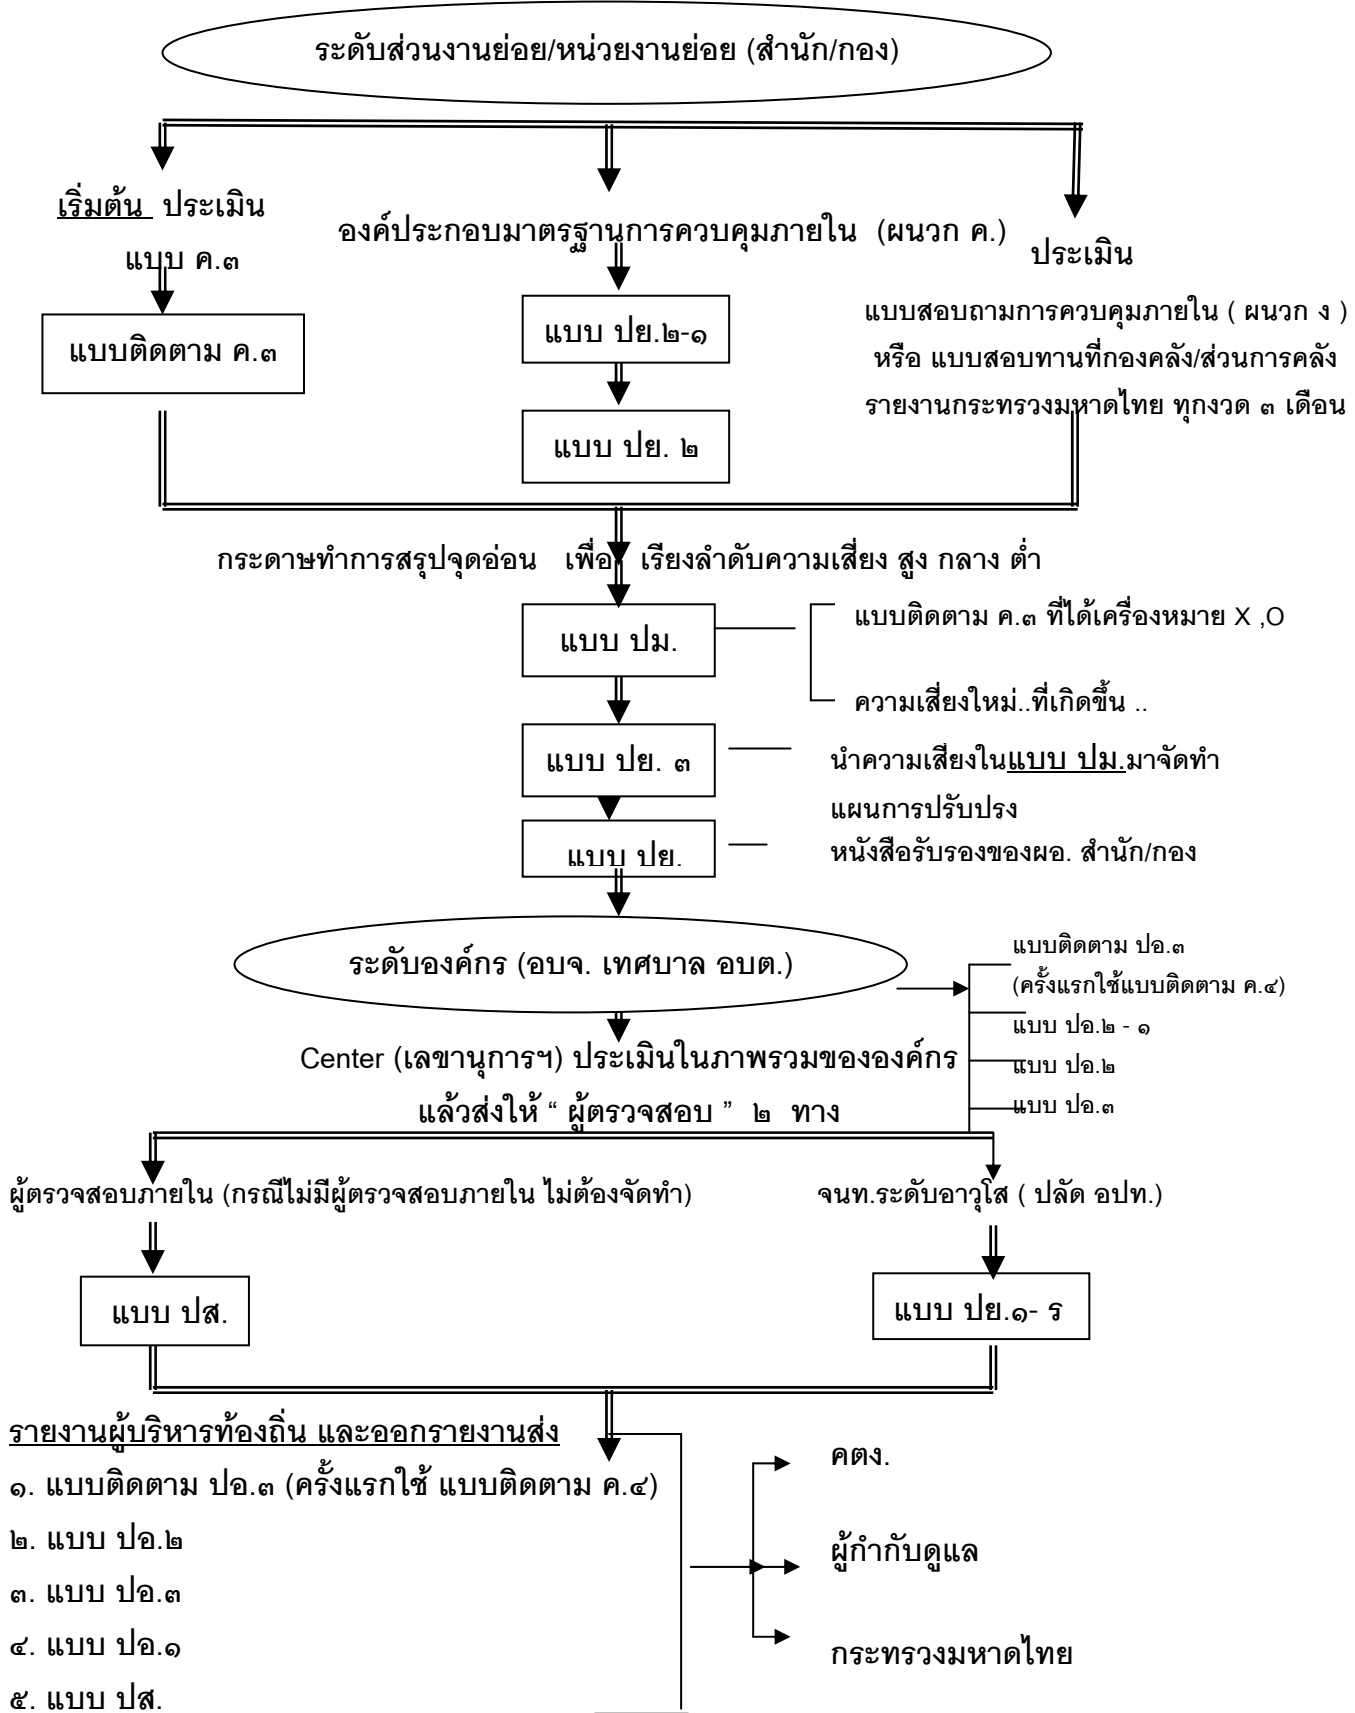 ระดับส่วนงานย่อย/หน่วยงานย่อย (สำนัก/กอง)
เริ่มต้น ประเมิน
แบบ ค.๓
แบบติดตาม ค.๓
องค์ประกอบมาตรฐานการควบคุมภายใน (ผนวก ค.)
แบบ ปย.๒-๑
แบบ ปย. ๒
ประเมิน
แบบสอบถามการควบคุมภายใน ( ผนวก ง )
หรือ แบบสอบทานที่กองคลัง/ส่วนการคลัง
รายงานกระทรวงมหาดไทย ทุกงวด ๓ เดือน
กระดาษทำการสรุปจุดอ่อน เพื่อ เรียงลำดับความเสี่ยง สูง กลาง ต่ำ
แบบ ปม.
แบบติดตาม ค.๓ ที่ได้เครื่องหมาย X ,O
ความเสี่ยงใหม่..ที่เกิดขึ้น ..
แบบ ปย. ๓
นำความเสี่ยงในแบบ ปม.มาจัดทำ
แผนการปรับปรง
แบบ ปย.
หนังสือรับรองของผอ. สำนัก/กอง
ระดับองค์กร (อบจ. เทศบาล อบต.)
แบบติดตาม ปอ.๓
(ครั้งแรกใช้แบบติดตาม ค.๔)
แบบ ปอ.๒ - ๑
แบบ ปอ.๒
แบบ ปอ.๓
Center (เลขานุการฯ) ประเมินในภาพรวมขององค์กร
แล้วส่งให้ “ ผู้ตรวจสอบ ” ๒ ทาง
ผู้ตรวจสอบภายใน (กรณีไม่มีผู้ตรวจสอบภายใน ไม่ต้องจัดทำ)
จนท.ระดับอาวุโส ( ปลัด อปท.)
แบบ ปส.
แบบ ปย.๑- ร
รายงานผู้บริหารท้องถิ่น และออกรายงานส่ง
๑. แบบติดตาม ปอ.๓ (ครั้งแรกใช้ แบบติดตาม ค.๔)
๒. แบบ ปอ.๒
๓. แบบ ปอ.๓
๔. แบบ ปอ.๑
๕. แบบ ปส.
คตง.
ผู้กำกับดูแล
กระทรวงมหาดไทย